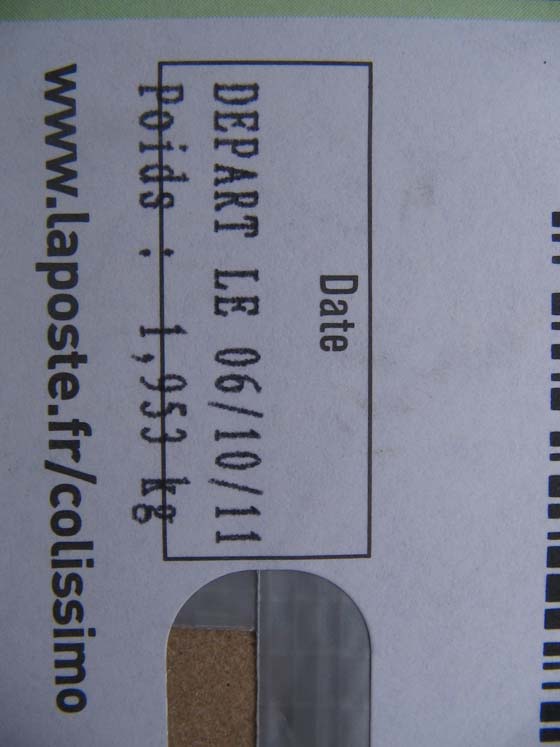 Date
DEPART LE 06/10/11
Poids : 1,953 kg
www.laposte.fr/colissimo